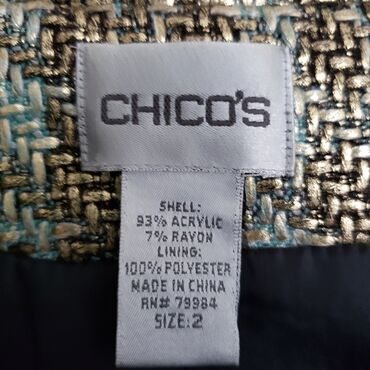 CHICO'S
SHELL:
93% ACRYLIC
7% RAYON
LINING:
100% POLYESTER
MADE IN CHINA
RN# 79984
SIZE:2